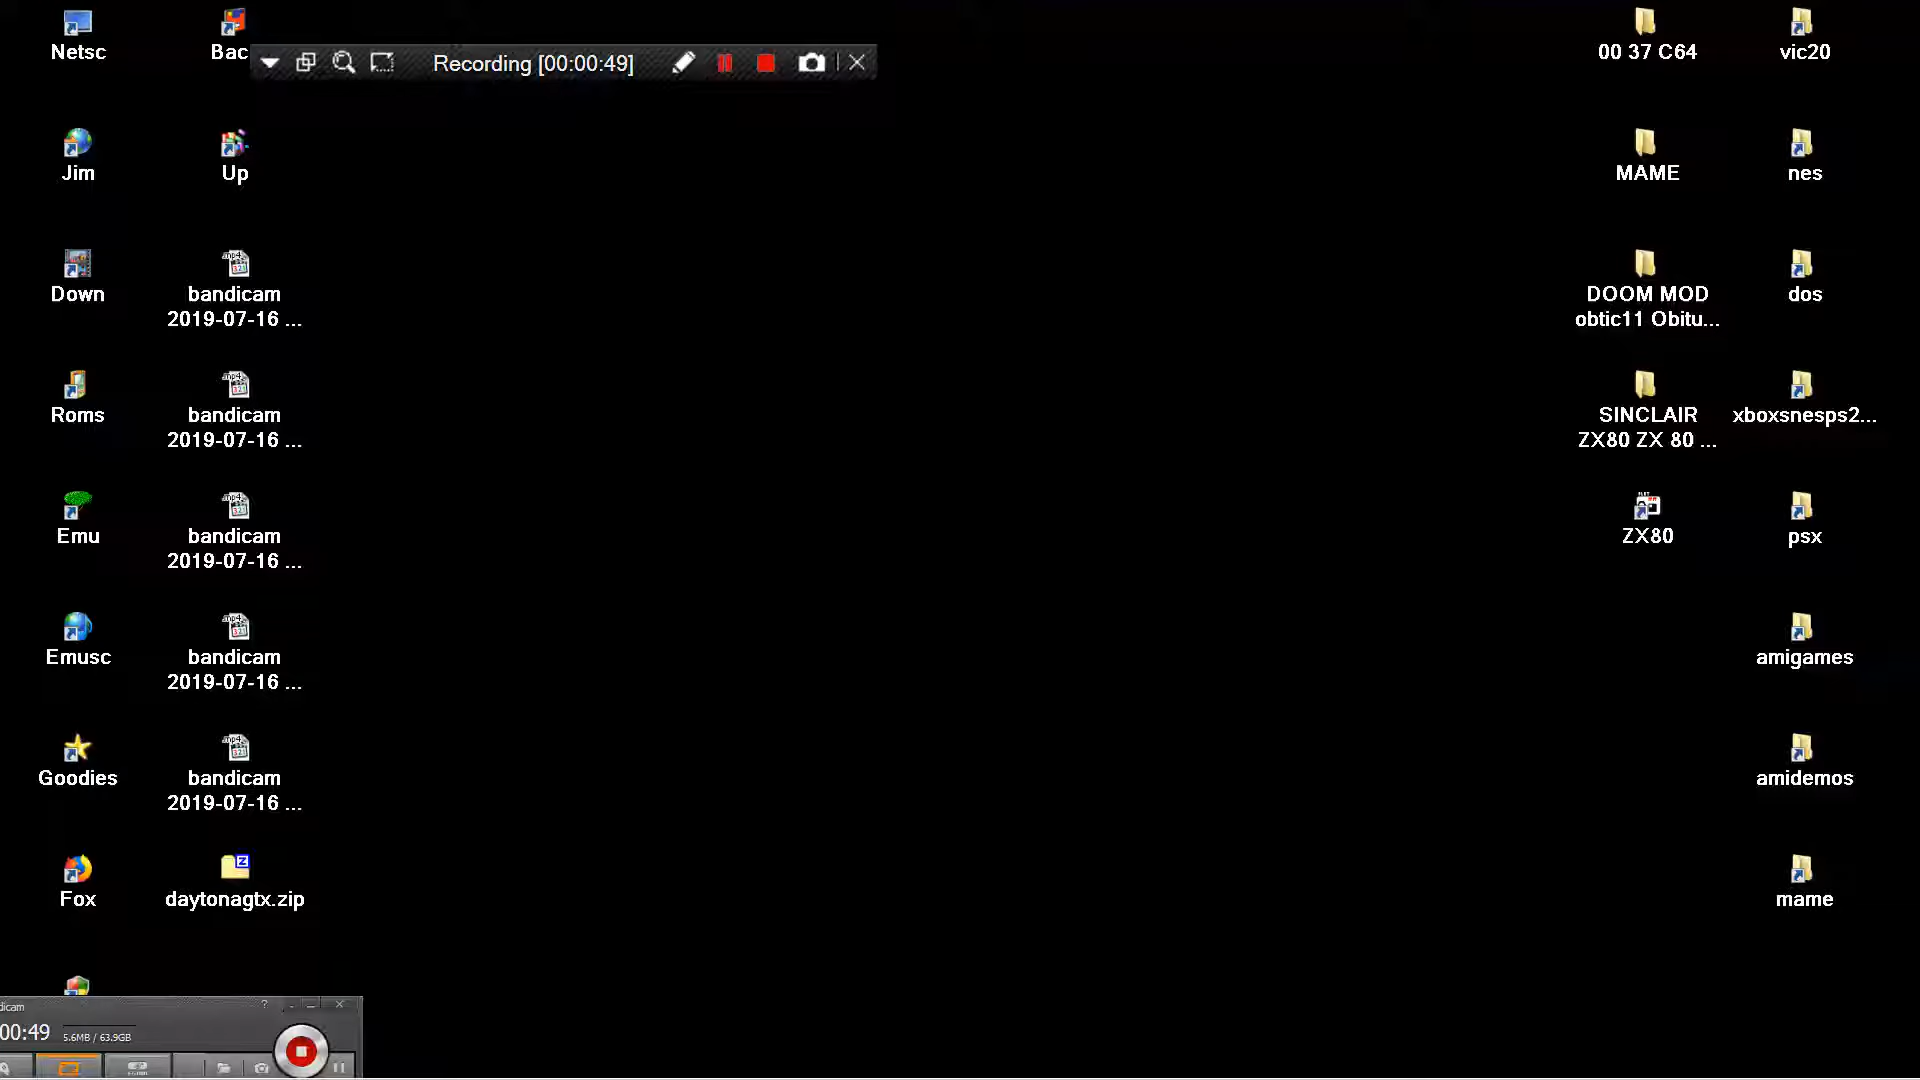 Netsc
Bac
Recording [00:00:49]
00 37 C64
vic20
Jim
Up
MAME
nes
Down
bandicam
2019-07-16 ...
DOOM MOD
obtic11 Obitu...
dos
Roms
bandicam
2019-07-16 ...
SINCLAIR
ZX80 ZX 80 ...
xboxsnesps2...
Emu
bandicam
2019-07-16 ...
ZX80
psx
Emusc
bandicam
2019-07-16 ...
amigames
Goodies
bandicam
2019-07-16 ...
amidemos
Fox
daytonagtx.zip
mame
dicam
00:49
5.6MB / 63.9GB